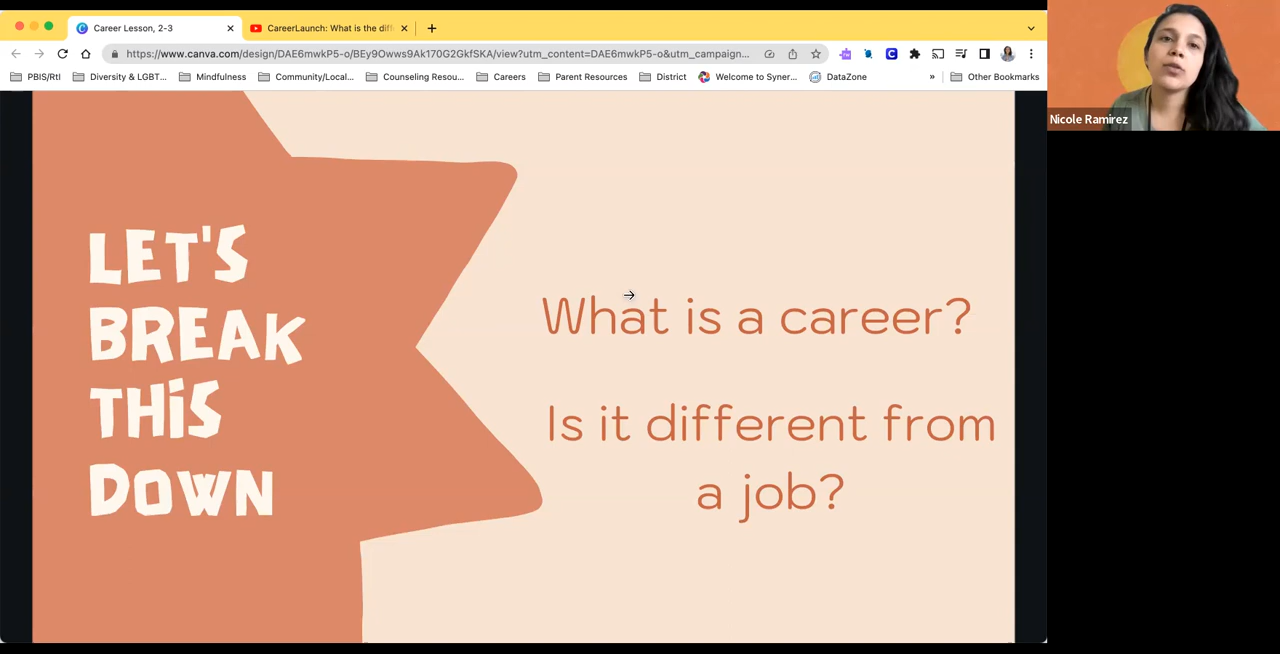 Career Lesson, 2-3
CareerLaunch: What is the diff
https://www.canva.com/design/DAE6mwkP5-o/BEy9Owws9Ak170G2GkfSKA/view?utm_content=DAE6mwkP5-o&utm_campaign...
PBIS/RtI
Diversity & LGBT...
Mindfulness
Community/Local...
Counseling Resou...
Careers
Parent Resources
District
Welcome to Syner...
DataZone
»
Other Bookmarks
Nicole Ramirez
LET'S
BREAK
THiS
DOWN
What is a career?
Is it different from
a job?